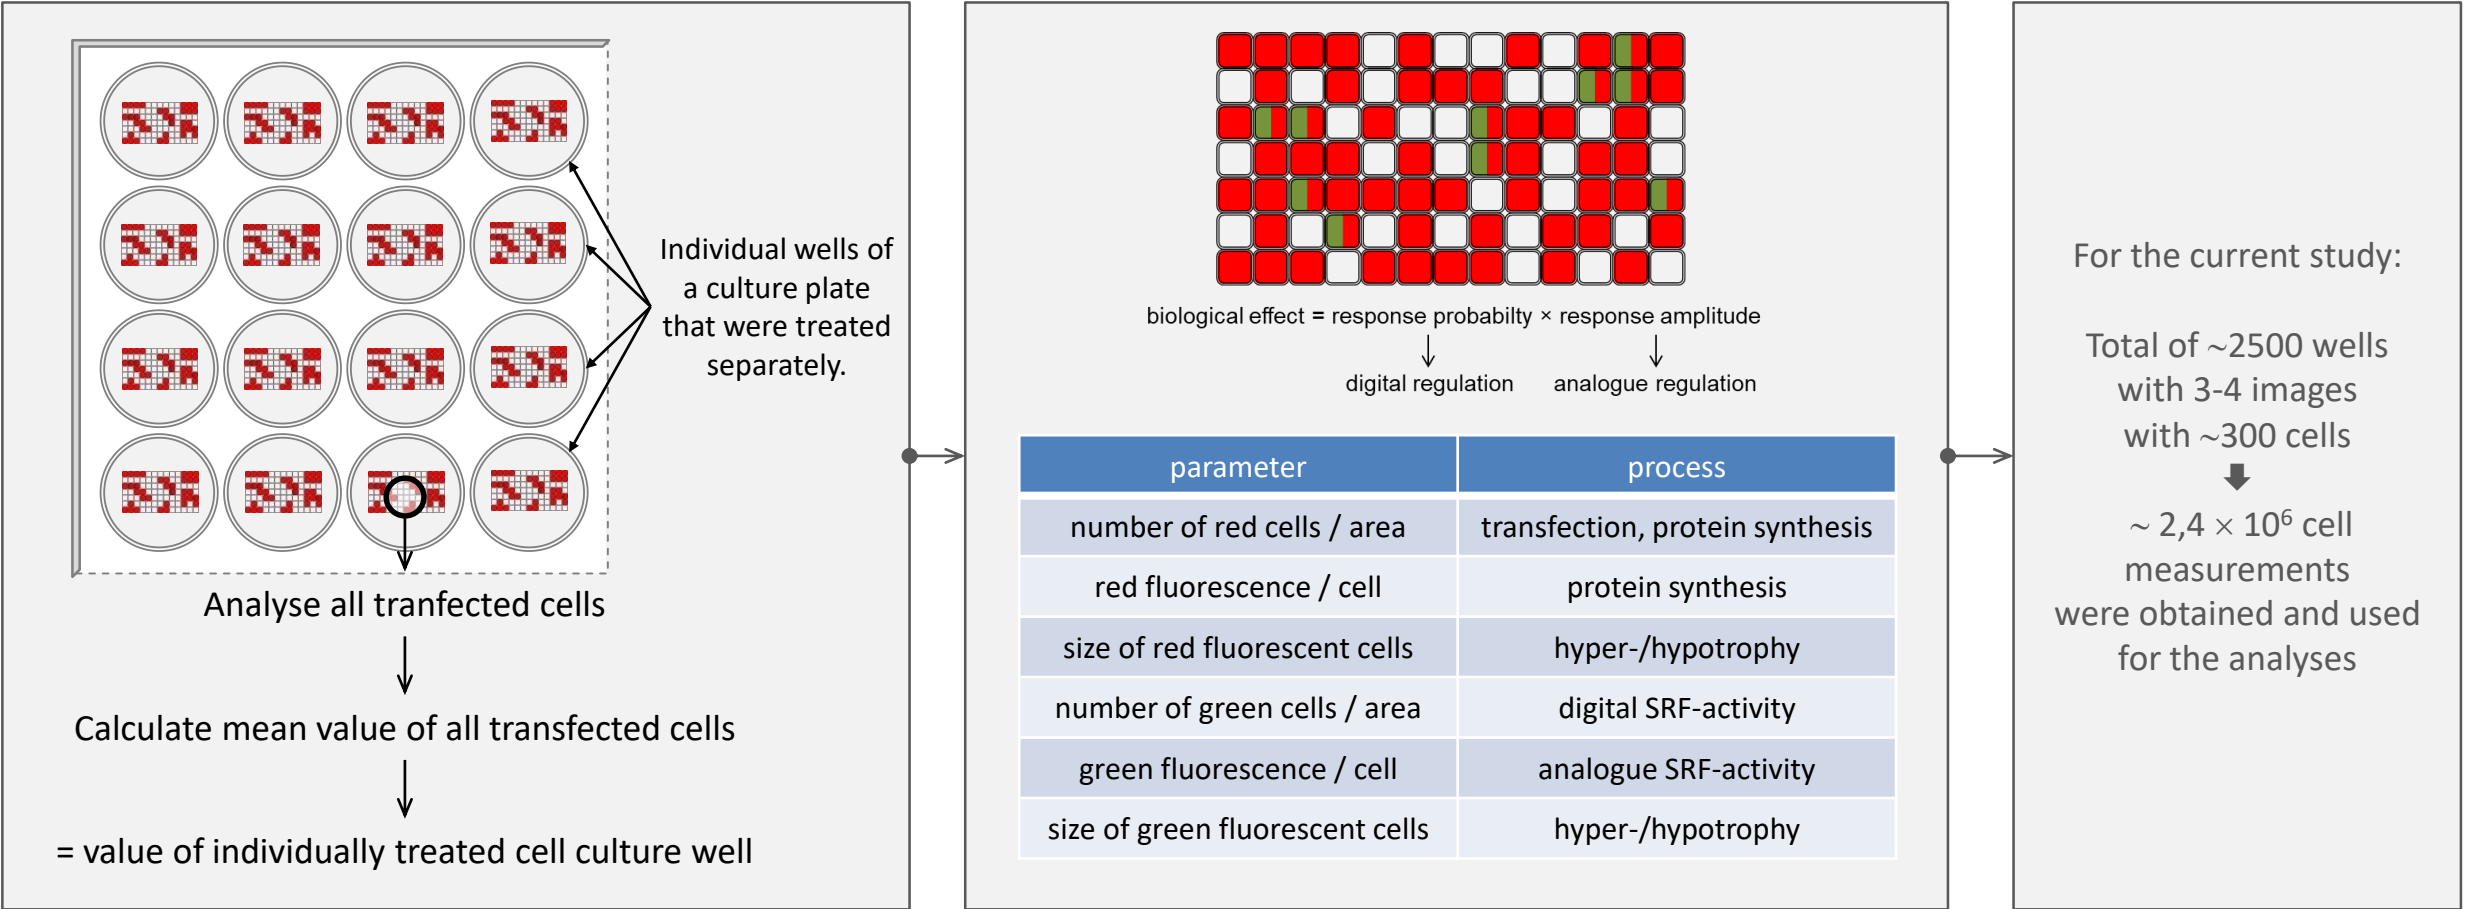 Individual wells of
a culture plate
that were treated
separately.
Analyse all tranfected cells
Calculate mean value of all transfected cells
= value of individually treated cell culture well
biological effect = response probabilty × response amplitude
digital regulation analogue regulation
parameter process
number of red cells / area transfection, protein synthesis
red fluorescence / cell protein synthesis
size of red fluorescent cells hyper-/hypotrophy
number of green cells / area digital SRF-activity
green fluorescence / cell analogue SRF-activity
size of green fluorescent cells hyper-/hypotrophy
For the current study:
Total of ~2500 wells
with 3-4 images
with ~300 cells
~ 2,4 × 10⁶ cell
measurements
were obtained and used
for the analyses